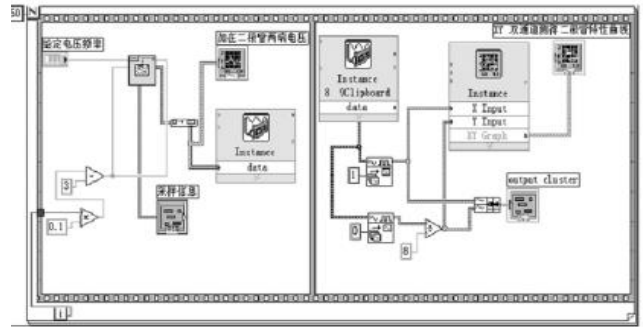 50
N
给定电压频率
加在二极管两端电压
XY 双通道测得二极管特性曲线
Instance
8 9Clipboard
data
Instance
X Input
Y Input
XY Graph
Instance
data
1
output cluster
3
采样信息
0.1
0
8
i